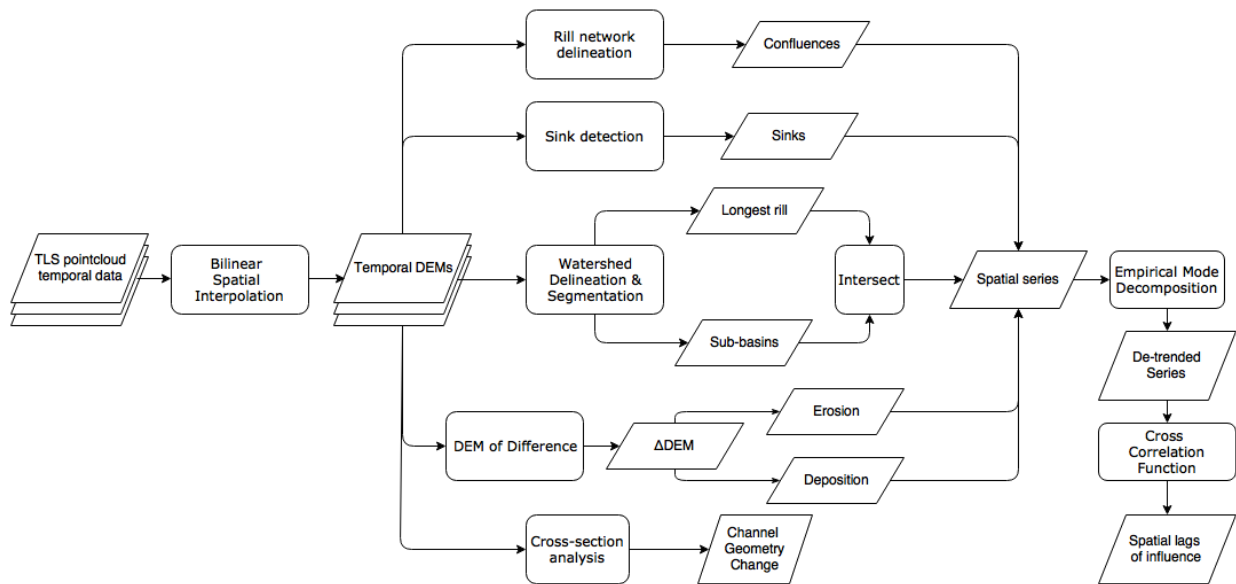 Rill network
delineation
Confluences
Sink detection
Sinks
Longest rill
TLS pointcloud
temporal data
Bilinear
Spatial
Interpolation
Temporal DEMs
Watershed
Delineation &
Segmentation
Intersect
Spatial series
Empirical Mode
Decomposition
Sub-basins
De-trended
Series
Erosion
DEM of Difference
ΔDEM
Deposition
Cross
Correlation
Function
Cross-section
analysis
Channel
Geometry
Change
Spatial lags
of influence